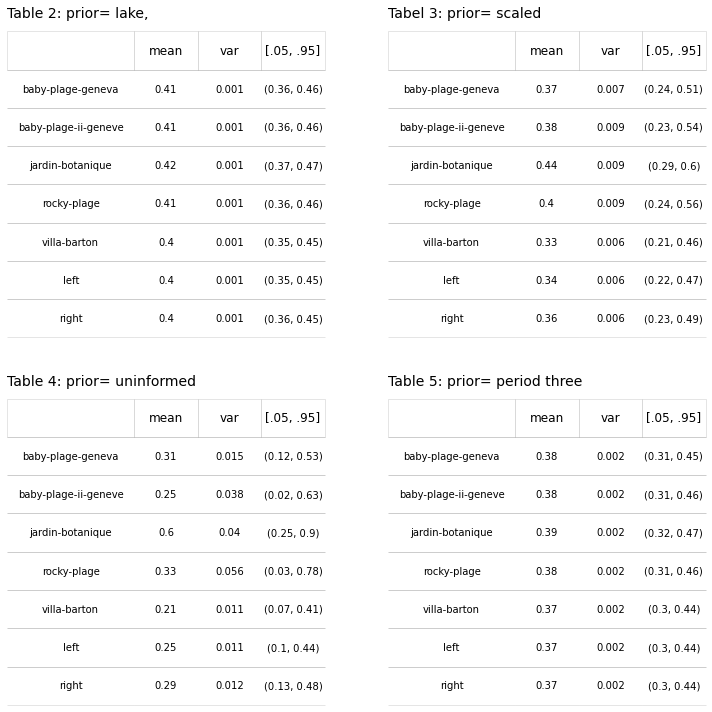 Table 2: prior= lake,
mean var [.05, .95]
baby-plage-geneva 0.41 0.001 (0.36, 0.46)
baby-plage-ii-geneve 0.41 0.001 (0.36, 0.46)
jardin-botanique 0.42 0.001 (0.37, 0.47)
rocky-plage 0.41 0.001 (0.36, 0.46)
villa-barton 0.4 0.001 (0.35, 0.45)
left 0.4 0.001 (0.35, 0.45)
right 0.4 0.001 (0.36, 0.45)
Tabel 3: prior= scaled
mean var [.05, .95]
baby-plage-geneva 0.37 0.007 (0.24, 0.51)
baby-plage-ii-geneve 0.38 0.009 (0.23, 0.54)
jardin-botanique 0.44 0.009 (0.29, 0.6)
rocky-plage 0.4 0.009 (0.24, 0.56)
villa-barton 0.33 0.006 (0.21, 0.46)
left 0.34 0.006 (0.22, 0.47)
right 0.36 0.006 (0.23, 0.49)
Table 4: prior= uninformed
mean var [.05, .95]
baby-plage-geneva 0.31 0.015 (0.12, 0.53)
baby-plage-ii-geneve 0.25 0.038 (0.02, 0.63)
jardin-botanique 0.6 0.04 (0.25, 0.9)
rocky-plage 0.33 0.056 (0.03, 0.78)
villa-barton 0.21 0.011 (0.07, 0.41)
left 0.25 0.011 (0.1, 0.44)
right 0.29 0.012 (0.13, 0.48)
Table 5: prior= period three
mean var [.05, .95]
baby-plage-geneva 0.38 0.002 (0.31, 0.45)
baby-plage-ii-geneve 0.38 0.002 (0.31, 0.46)
jardin-botanique 0.39 0.002 (0.32, 0.47)
rocky-plage 0.38 0.002 (0.31, 0.46)
villa-barton 0.37 0.002 (0.3, 0.44)
left 0.37 0.002 (0.3, 0.44)
right 0.37 0.002 (0.3, 0.44)